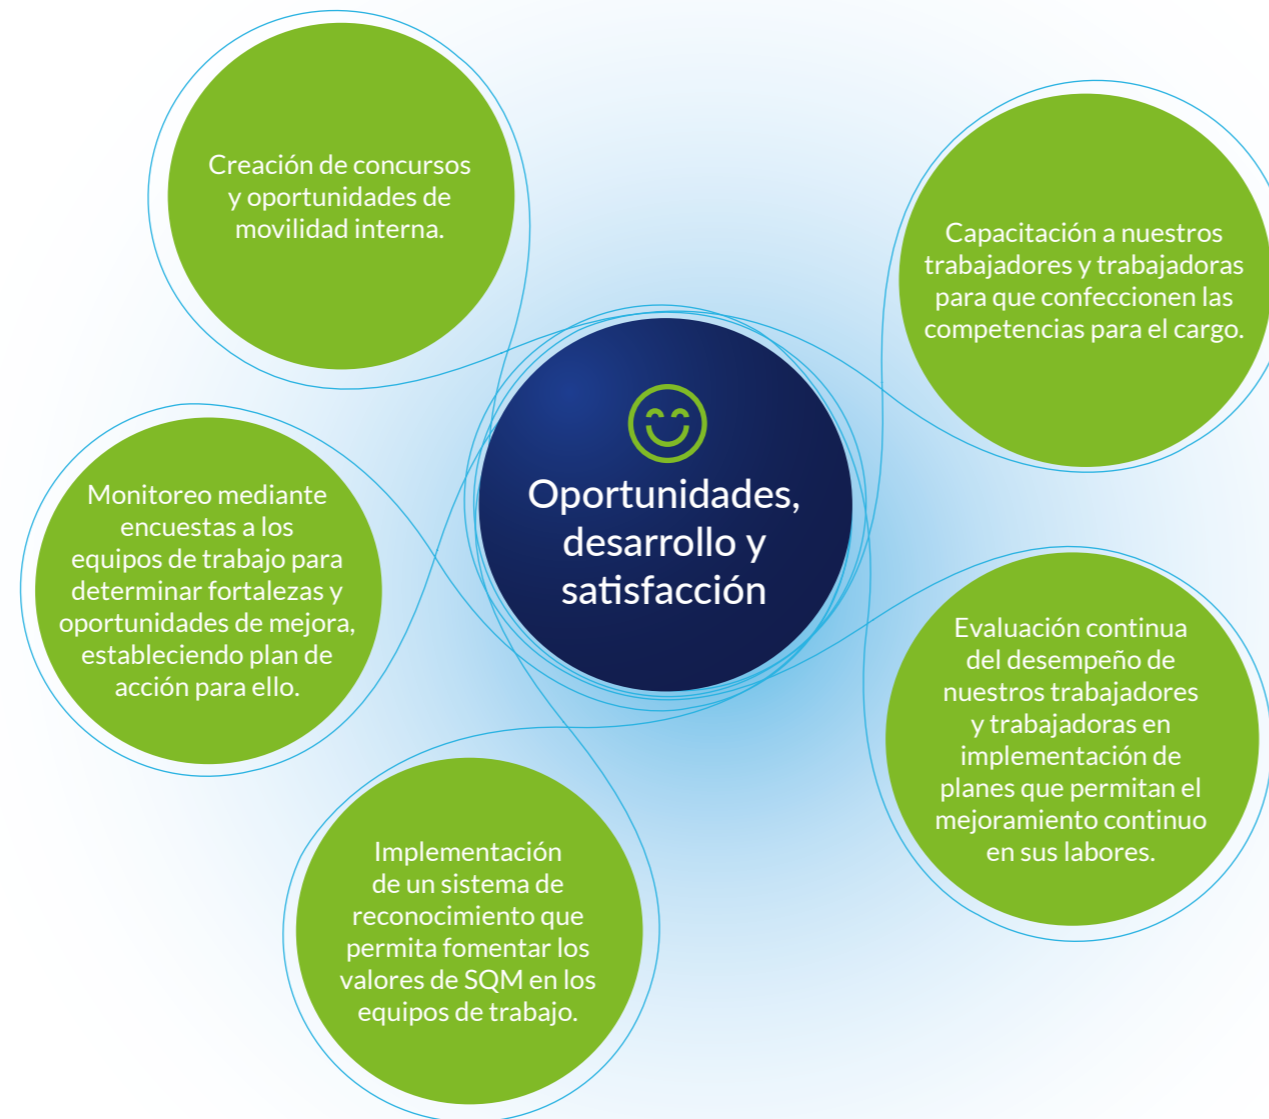 Creación de concursos
y oportunidades de
movilidad interna.
Capacitación a nuestros
trabajadores y trabajadoras
para que confeccionen las
competencias para el cargo.
Oportunidades,
desarrollo y
satisfacción
Monitoreo mediante
encuestas a los
equipos de trabajo para
determinar fortalezas y
oportunidades de mejora,
estableciendo plan de
acción para ello.
Evaluación continua
del desempeño de
nuestros trabajadores
y trabajadoras en
implementación de
planes que permitan el
mejoramiento continuo
en sus labores.
Implementación
de un sistema de
reconocimiento que
permita fomentar los
valores de SQM en los
equipos de trabajo.